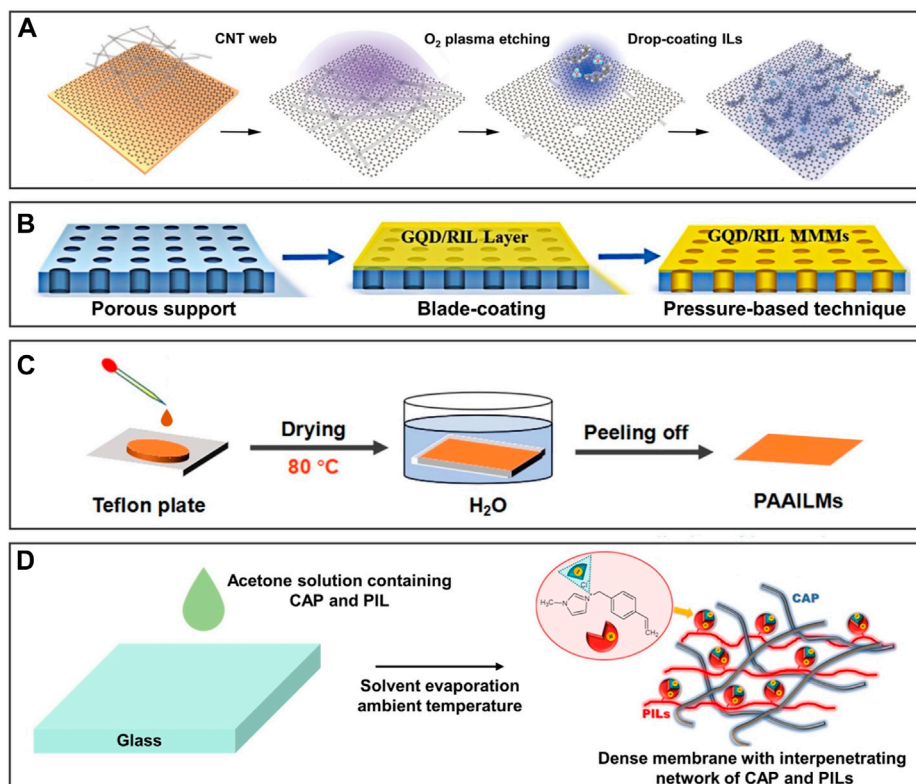 A
CNT web
O₂ plasma etching
Drop-coating ILs
B
GQD/RIL Layer
GQD/RIL MMMs
Porous support
Blade-coating
Pressure-based technique
C
Drying
80 °C
Peeling off
Teflon plate
H₂O
PAAILMs
D
Acetone solution containing
CAP and PIL
Glass
Solvent evaporation
ambient temperature
Cl
H₃C
N
N
CH₂
CAP
PILs
Dense membrane with interpenetrating
network of CAP and PILs